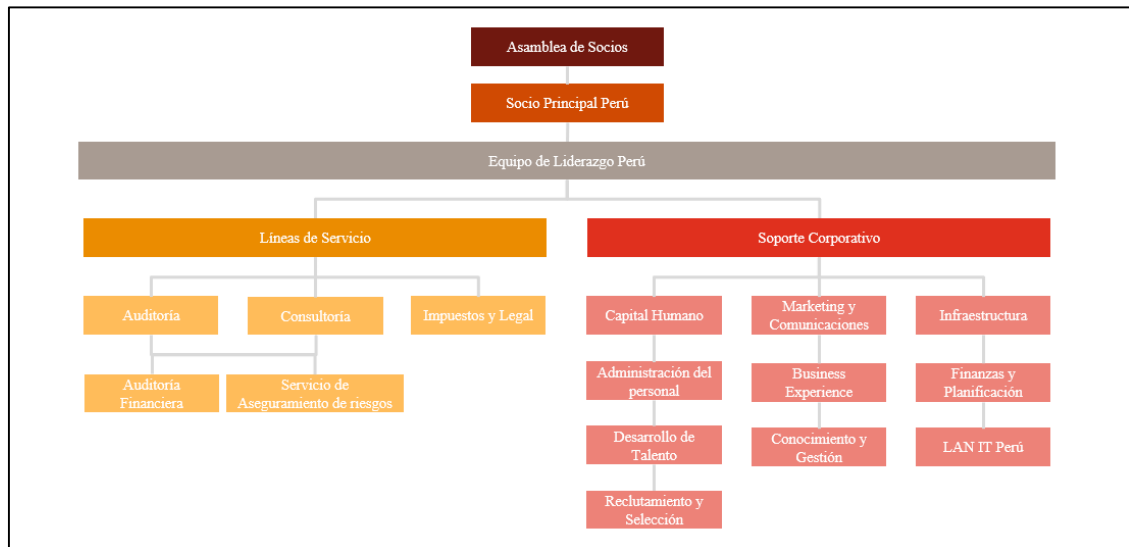 Asamblea de Socios
Socio Principal Perú
Equipo de Liderazgo Perú
Líneas de Servicio
Soporte Corporativo
Auditoría
Consultoría
Impuestos y Legal
Capital Humano
Marketing y
Comunicaciones
Infraestructura
Auditoría
Financiera
Servicio de
Aseguramiento de riesgos
Administración del
personal
Business
Experience
Finanzas y
Planificación
Desarrollo de
Talento
Conocimiento y
Gestión
LAN IT Perú
Reclutamiento y
Selección